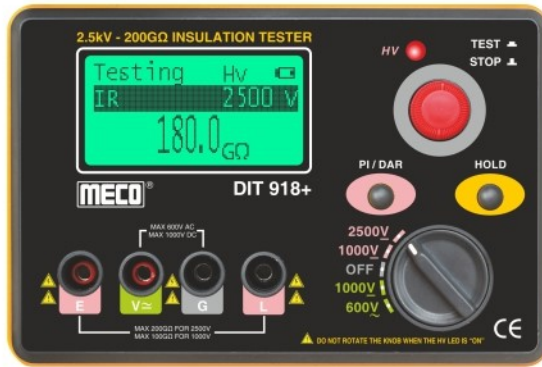 2.5kV - 200GΩ INSULATION TESTER
Testing HV
IR 2500 V
180.0 GΩ
MECO®
DIT 918+
HV
TEST
STOP
PI / DAR
HOLD
MAX 600V AC
MAX 1000V DC
E V≃ G L
MAX 200GΩ FOR 2500V
MAX 100GΩ FOR 1000V
2500V
1000V
OFF
1000V
600V~
DO NOT ROTATE THE KNOB WHEN THE HV LED IS "ON"
CE